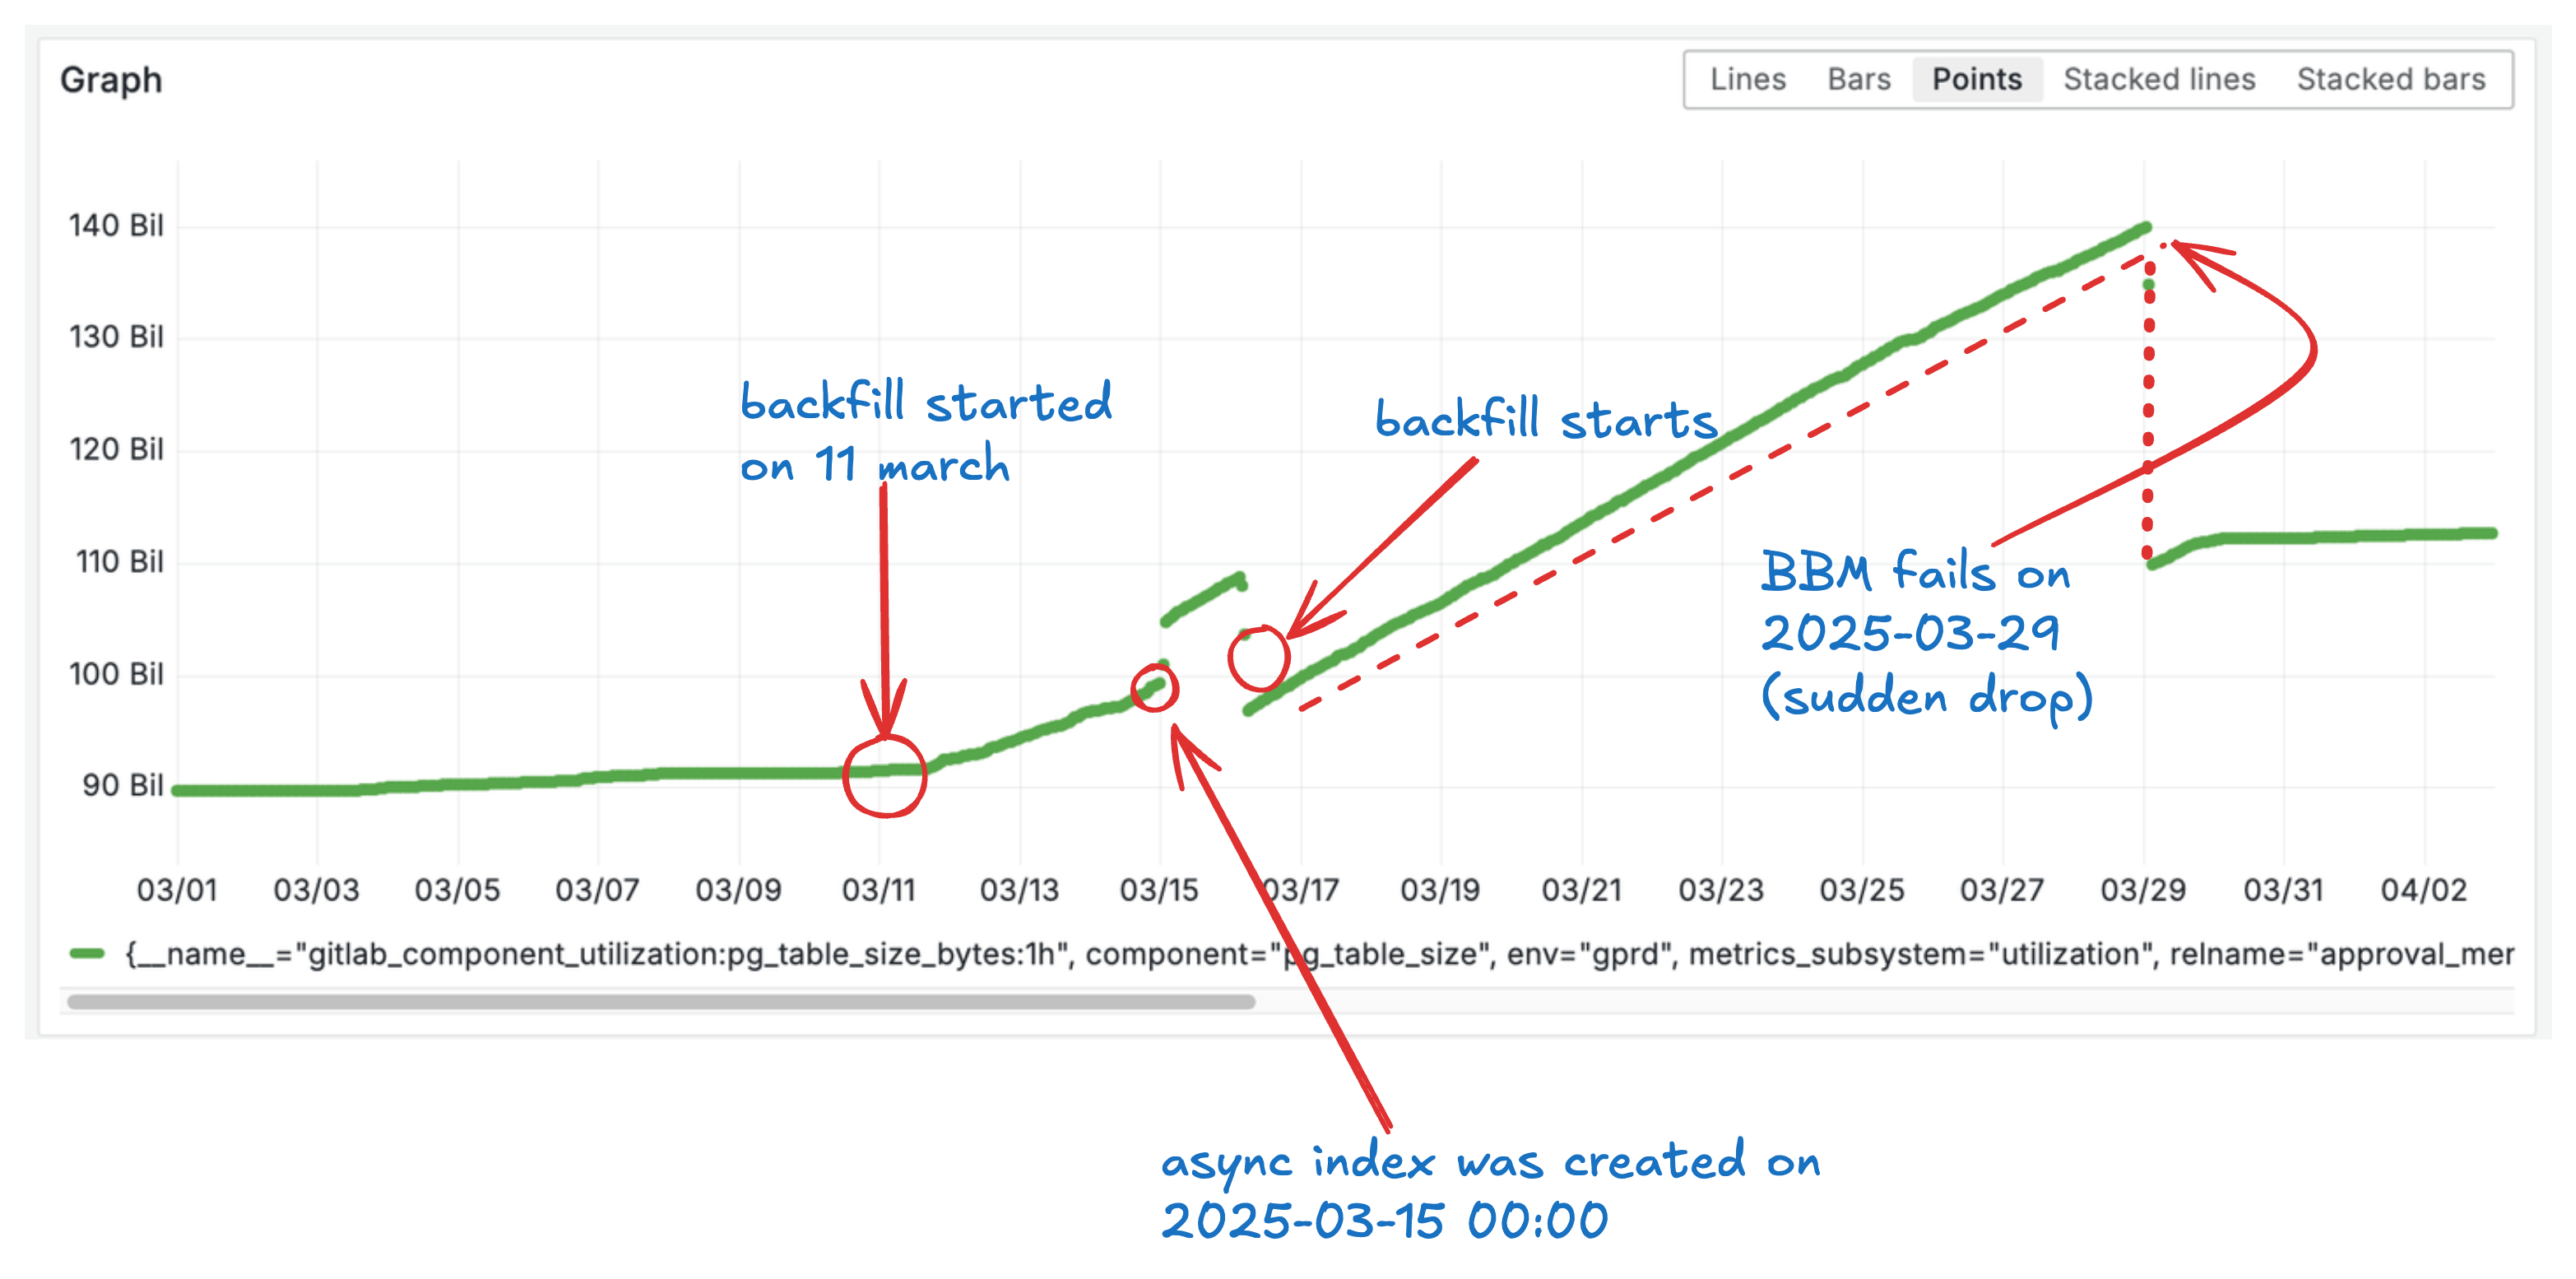 Graph
Lines Bars Points Stacked lines Stacked bars
140 Bil
130 Bil
120 Bil
110 Bil
100 Bil
90 Bil
backfill started
on 11 march
backfill starts
BBM fails on
2025-03-29
(sudden drop)
03/01 03/03 03/05 03/07 03/09 03/11 03/13 03/15 03/17 03/19 03/21 03/23 03/25 03/27 03/29 03/31 04/02
{__name__="gitlab_component_utilization:pg_table_size_bytes:1h", component="pg_table_size", env="gprd", metrics_subsystem="utilization", relname="approval_mer
async index was created on
2025-03-15 00:00